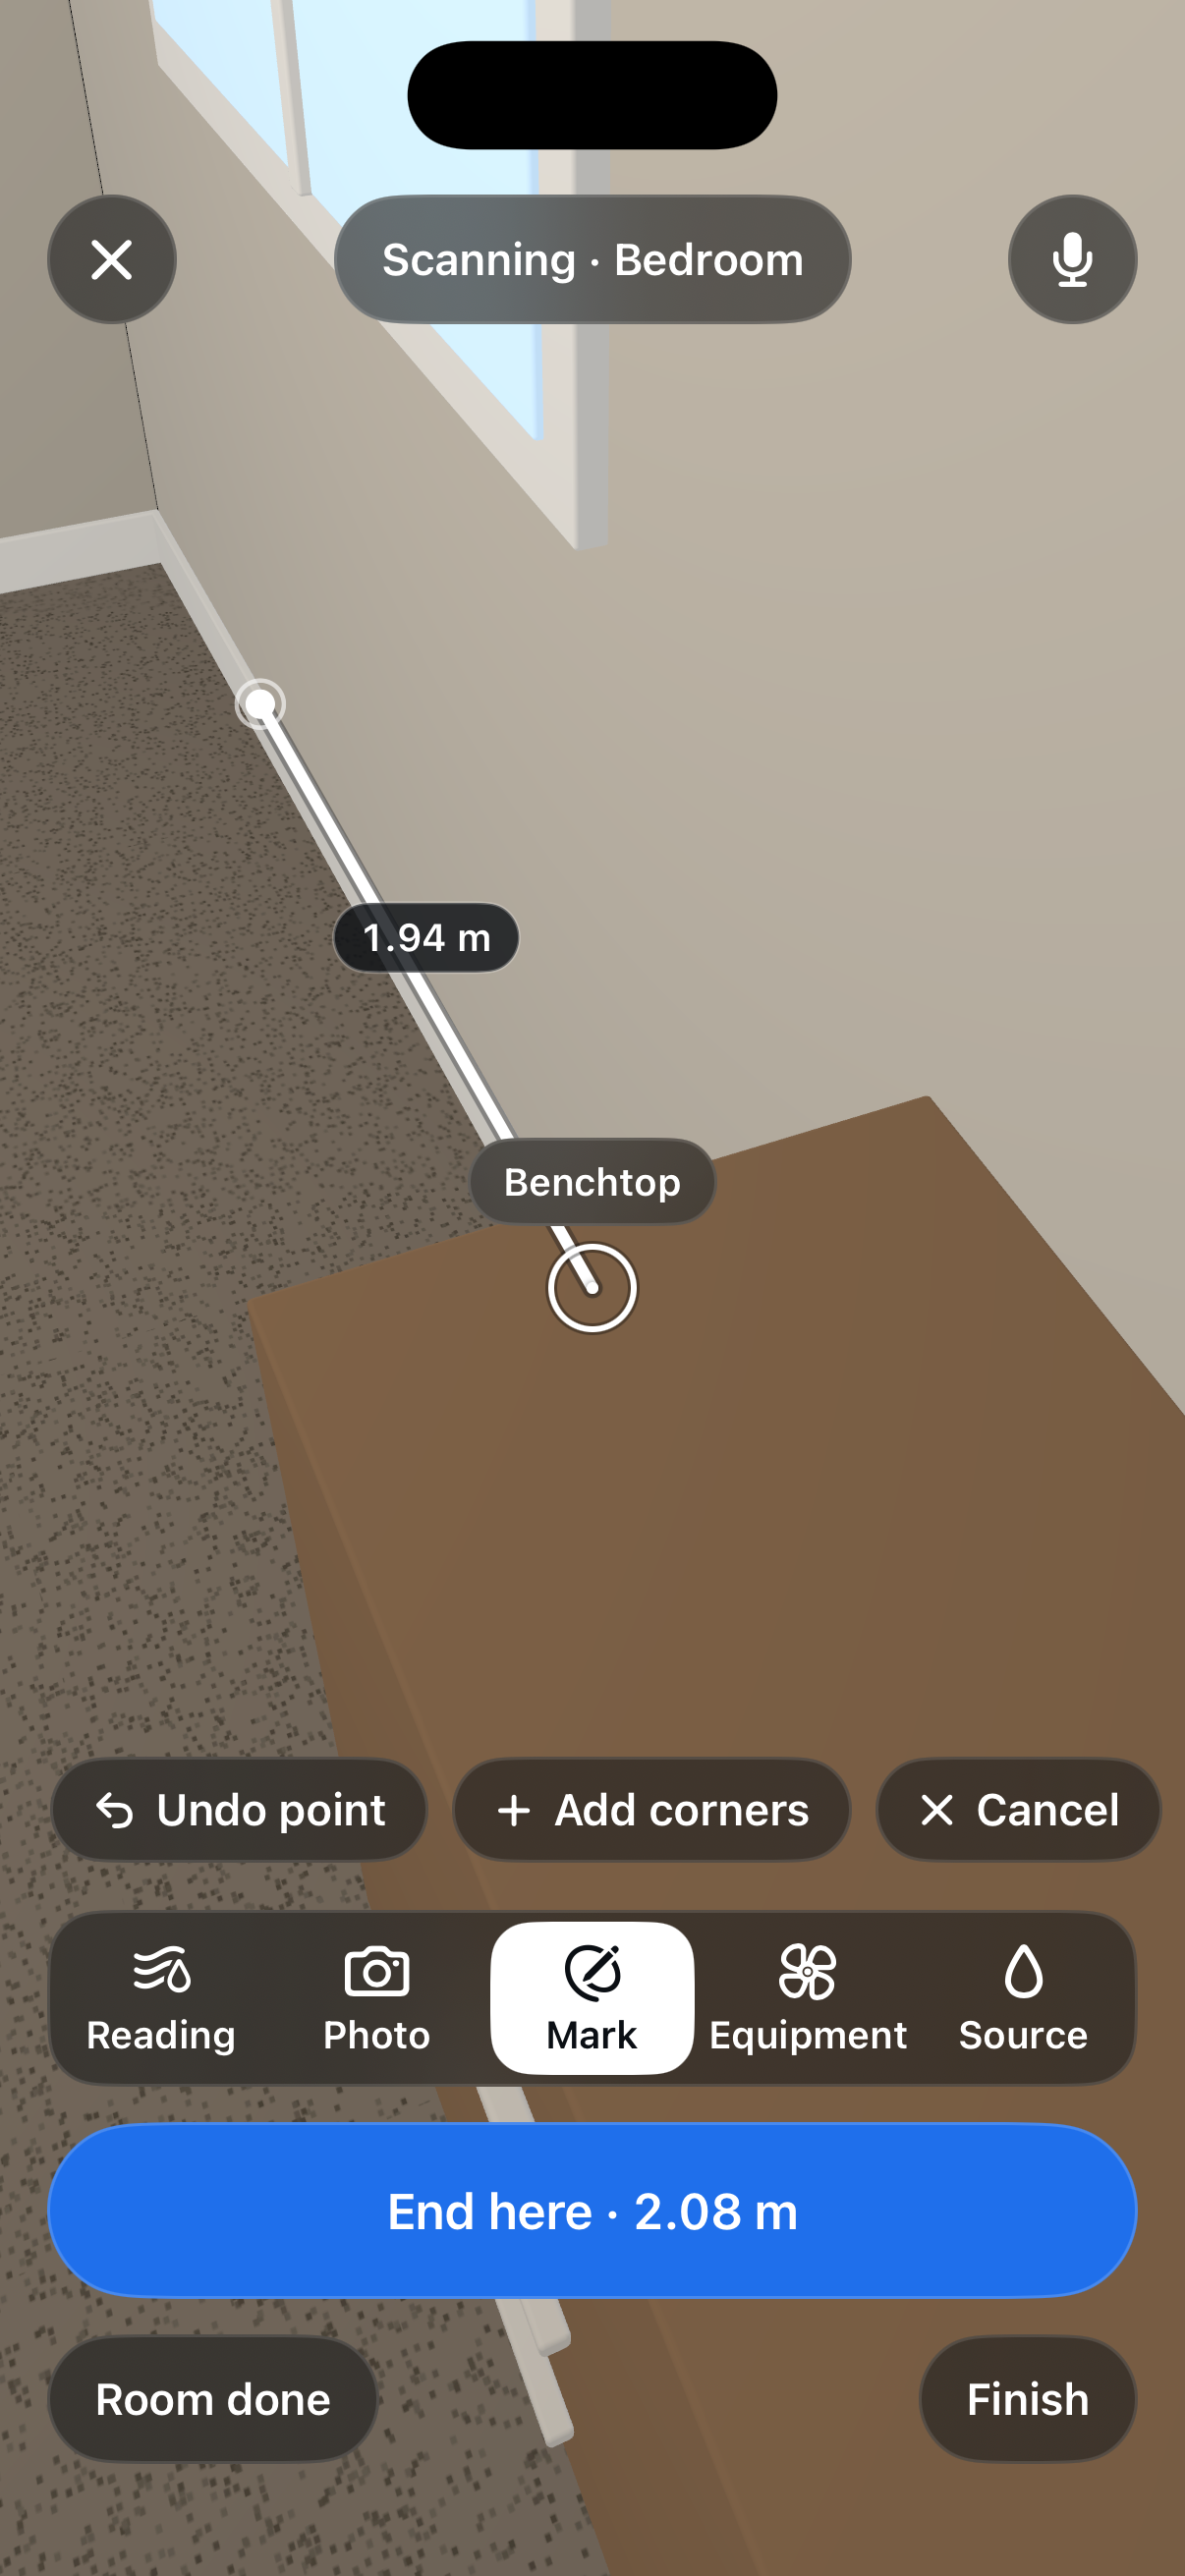 Scanning · Bedroom
1.94 m
Benchtop
Undo point
Add corners
Cancel
Reading
Photo
Mark
Equipment
Source
End here · 2.08 m
Room done
Finish